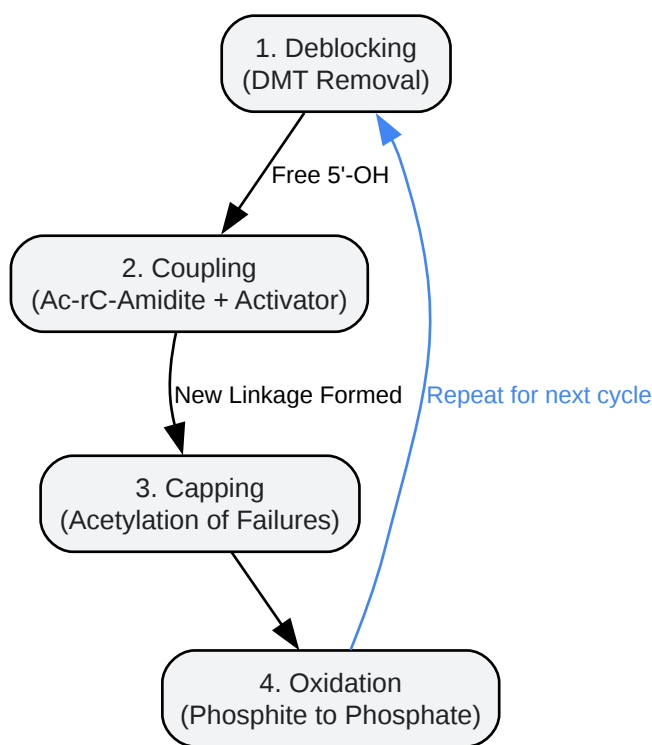 1. Deblocking
(DMT Removal)
Free 5'-OH
2. Coupling
(Ac-rC-Amidite + Activator)
New Linkage Formed
Repeat for next cycle
3. Capping
(Acetylation of Failures)
4. Oxidation
(Phosphite to Phosphate)